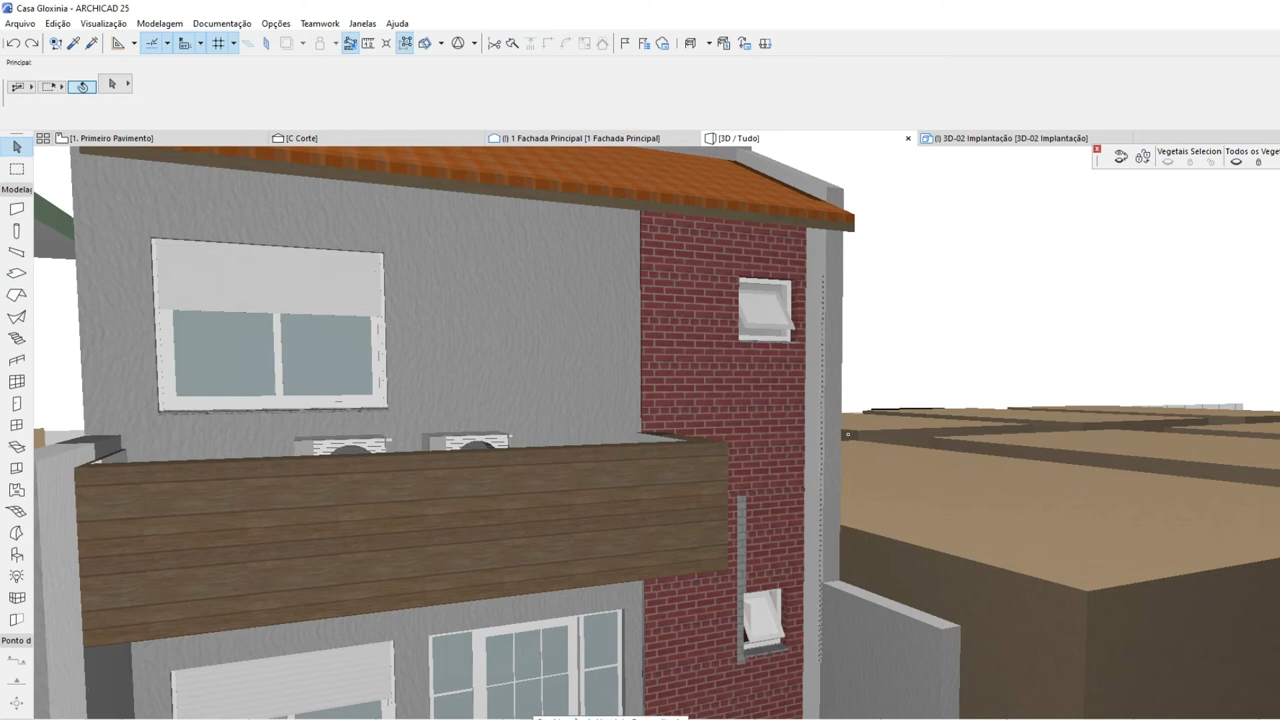 Casa Gloxinia - ARCHICAD 25
Arquivo Edição Visualização Modelagem Documentação Opções Teamwork Janelas Ajuda
Principal:
[1. Primeiro Pavimento] [C Corte] (!) 1 Fachada Principal [1 Fachada Principal] [3D / Tudo] (!) 3D-02 Implantação [3D-02 Implantação]
Vegetais Selecion Todos os Veget
Modela
Ponto d